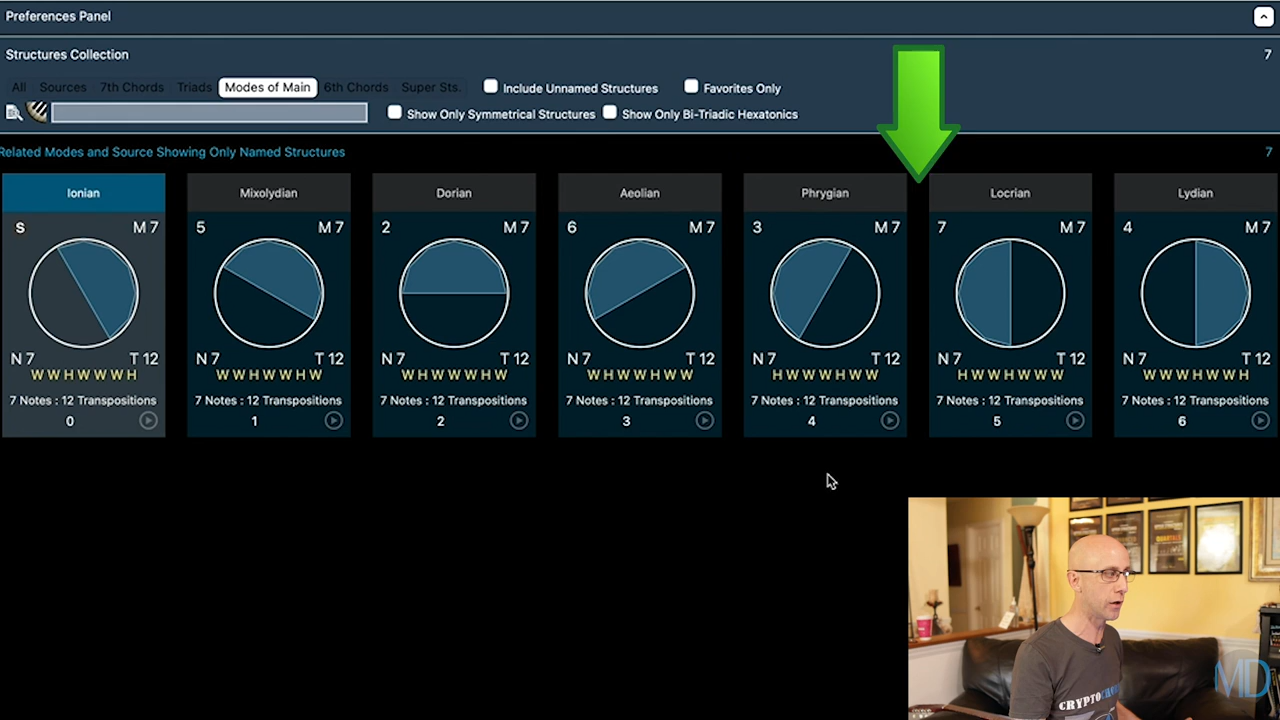 Preferences Panel
Structures Collection 7
All Sources 7th Chords Triads Modes of Main 6th Chords Super Sts. Include Unnamed Structures Favorites Only
Show Only Symmetrical Structures Show Only Bi-Triadic Hexatonics
Related Modes and Source Showing Only Named Structures 7
Ionian Mixolydian Dorian Aeolian Phrygian Locrian Lydian
S M 7 5 M 7 2 M 7 6 M 7 3 M 7 7 M 7 4 M 7
N 7 T 12 N 7 T 12 N 7 T 12 N 7 T 12 N 7 T 12 N 7 T 12 N 7 T 12
W W H W W W H W W H W W H W W H W W W H W W H W W H W W H W W W H W W H W W H W W W W W W H W W H
7 Notes : 12 Transpositions 7 Notes : 12 Transpositions 7 Notes : 12 Transpositions 7 Notes : 12 Transpositions 7 Notes : 12 Transpositions 7 Notes : 12 Transpositions 7 Notes : 12 Transpositions
0 1 2 3 4 5 6
MD